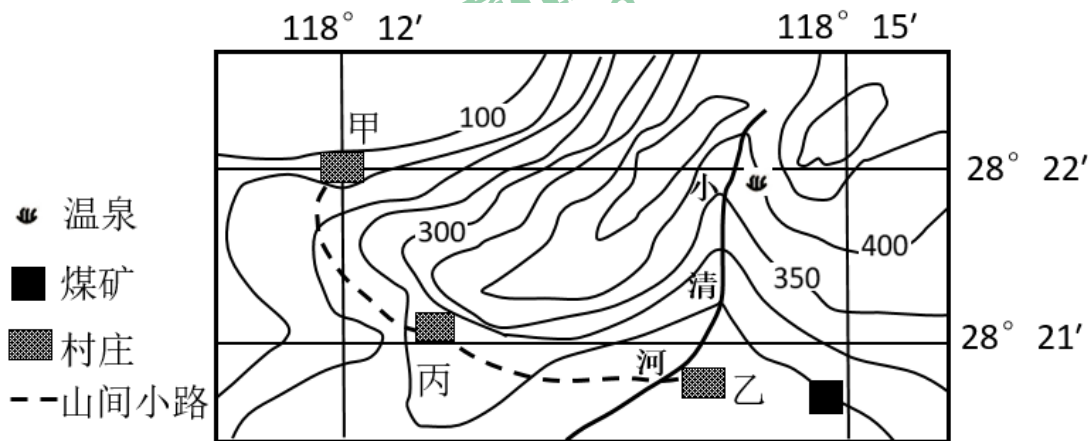 118° 12′
118° 15′
甲
100
28° 22′
小
温泉
300
400
清
350
煤矿
28° 21′
村庄
河
丙
乙
山间小路